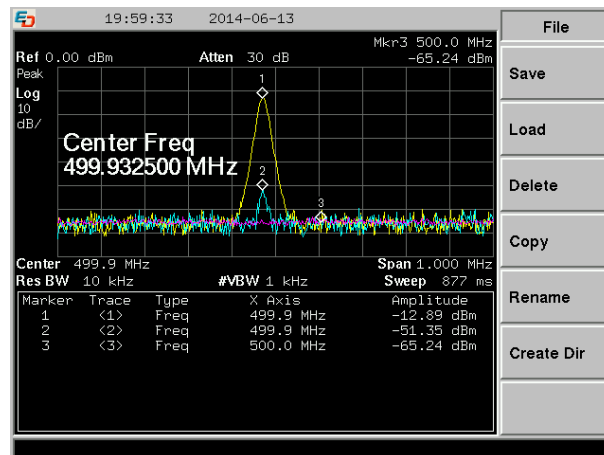 19:59:33 2014-06-13
File
Mkr3 500.0 MHz
Ref 0.00 dBm Atten 30 dB -65.24 dBm
Peak
Log
10
dB/
1
Center Freq
499.932500 MHz
2
3
Center 499.9 MHz Span 1.000 MHz
Res BW 10 kHz #VBW 1 kHz Sweep 877 ms
Marker Trace Type X Axis Amplitude
1 <1> Freq 499.9 MHz -12.89 dBm
2 <2> Freq 499.9 MHz -51.35 dBm
3 <3> Freq 500.0 MHz -65.24 dBm
Save
Load
Delete
Copy
Rename
Create Dir